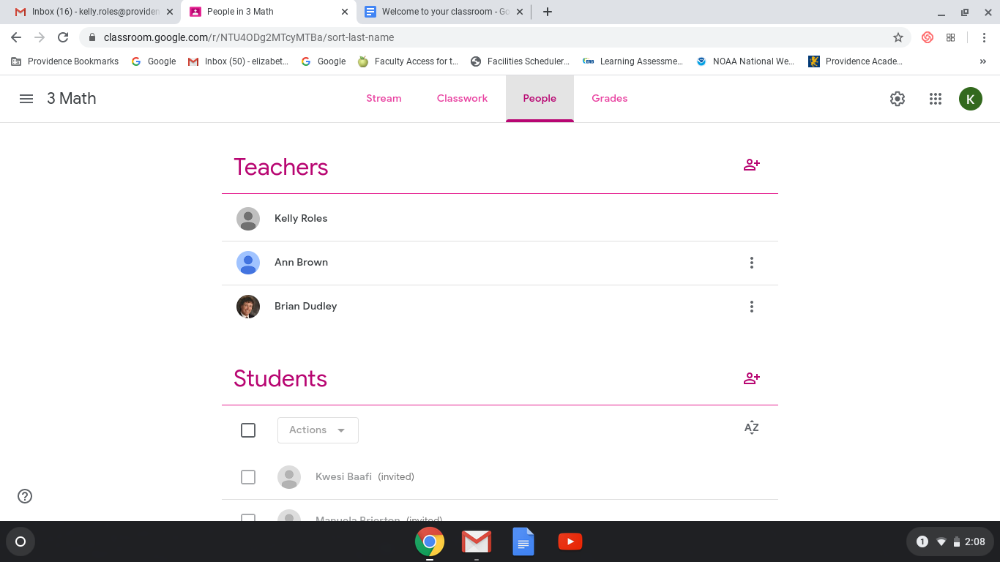 Inbox (16) - kelly.roles@providen
People in 3 Math
Welcome to your classroom - Go
classroom.google.com/r/NTU4ODg2MTcyMTBa/sort-last-name
Providence Bookmarks
Google
Inbox (50) - elizabet...
Google
Faculty Access for t...
Facilities Scheduler...
ERB
Learning Assessme...
NOAA National We...
Providence Acade...
»
3 Math
Stream
Classwork
People
Grades
K
Teachers
Kelly Roles
Ann Brown
Brian Dudley
Students
Actions
AZ
Kwesi Baafi (invited)
Manuela Brierton (invited)
1
2:08